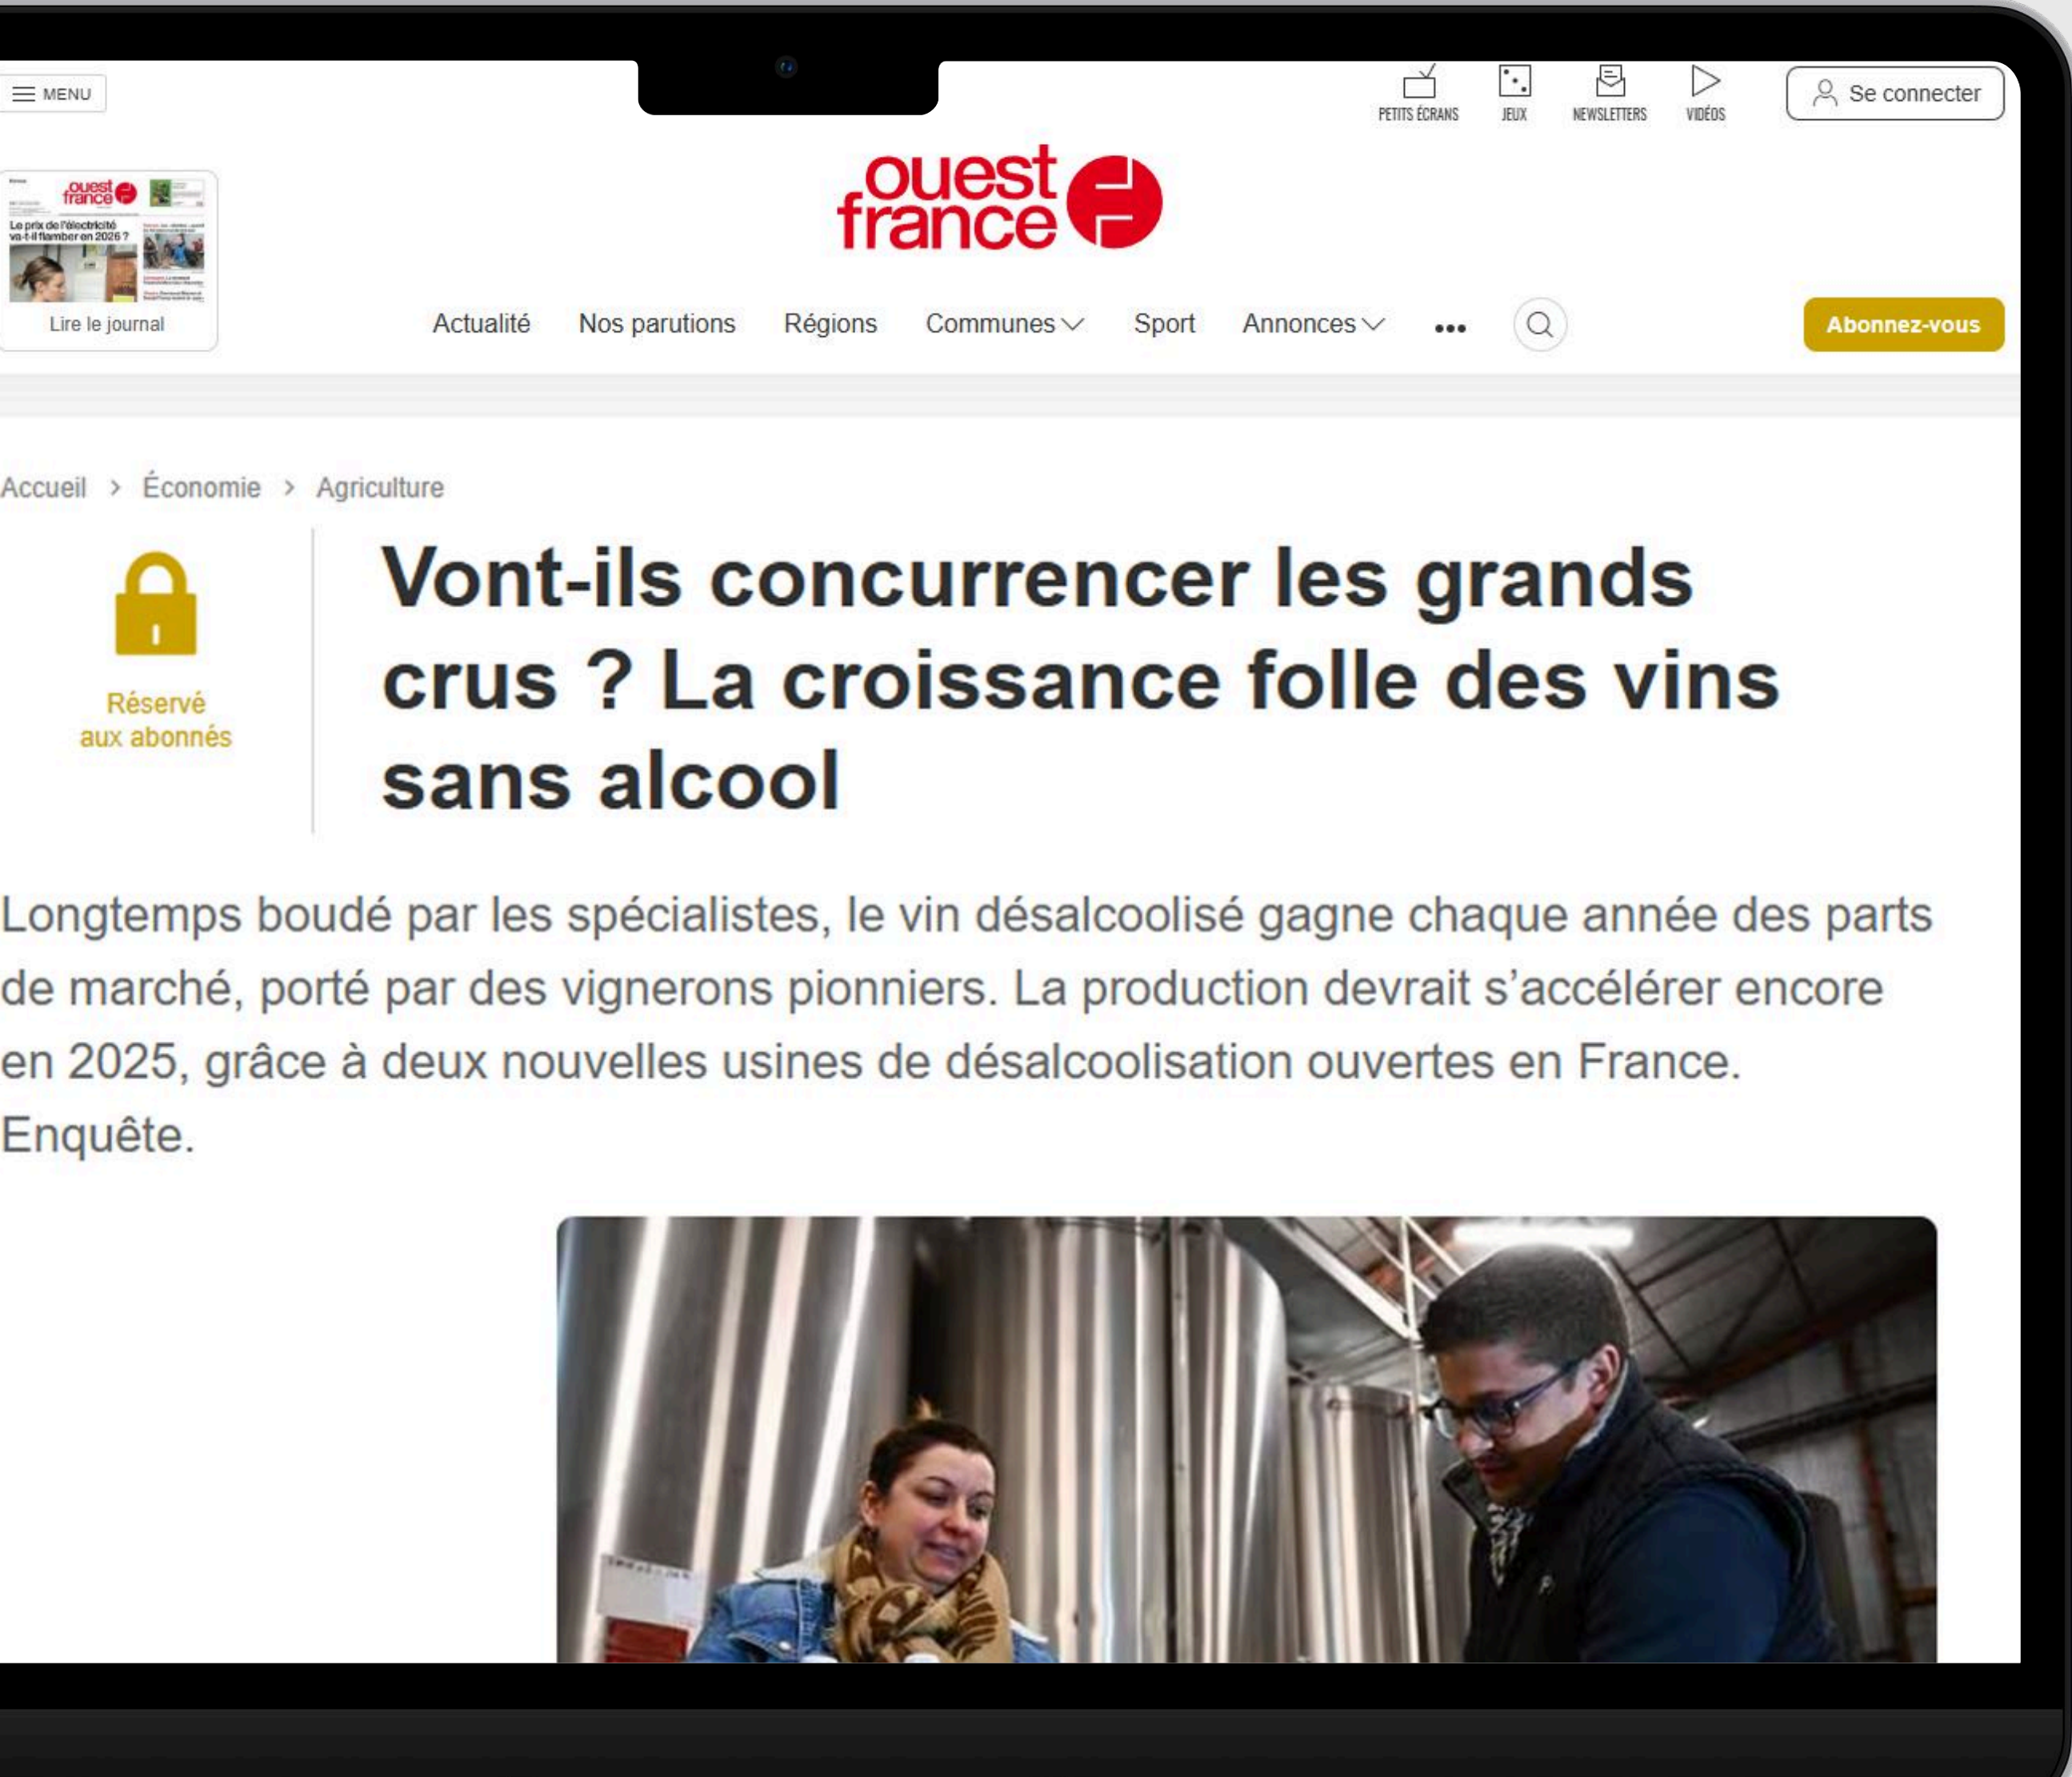 MENU
PETITS ÉCRANS
JEUX
NEWSLETTERS
VIDÉOS
Se connecter
ouest
france
ouest
france
Le prix de l'électricité
va-t-il flamber en 2026 ?
Lire le journal
Actualité
Nos parutions
Régions
Communes
Sport
Annonces
Abonnez-vous
Accueil > Économie > Agriculture
Réservé
aux abonnés
Vont-ils concurrencer les grands
crus ? La croissance folle des vins
sans alcool
Longtemps boudé par les spécialistes, le vin désalcoolisé gagne chaque année des parts
de marché, porté par des vignerons pionniers. La production devrait s’accélérer encore
en 2025, grâce à deux nouvelles usines de désalcoolisation ouvertes en France.
Enquête.